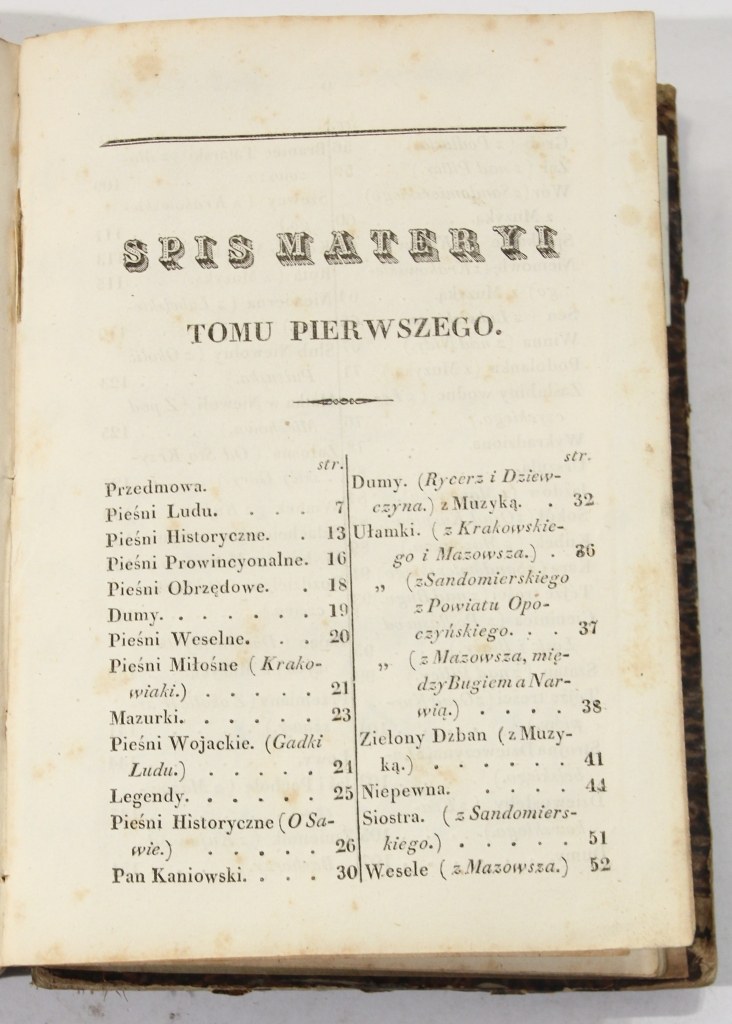 SPIS MATERYI
TOMU PIERWSZEGO.
str.
Przedmowa.
Pieśni Ludu. . . . 7
Pieśni Historyczne. . 13
Pieśni Prowincyonalne. 16
Pieśni Obrzędowe. . 18
Dumy. . . . . . . 19
Pieśni Weselne. . . 20
Pieśni Miłośne (Krako-
wiaki.) . . . . . 21
Mazurki. . . . . . 23
Pieśni Wojackie. (Gadki
Ludu.) . . . . . 24
Legendy. . . . . . 25
Pieśni Historyczne (O Sa-
wie.) . . . . . 26
Pan Kaniowski. . . . 30
str.
Dumy. (Rycerz i Dziew-
czyna.) z Muzyką. . 32
Ułamki. (z Krakowskie-
go i Mazowsza.) . 36
„ (z Sandomierskiego
z Powiatu Opo-
czyńskiego. . . 37
„ (z Mazowsza, mię-
dzy Bugiem a Nar-
wią.) . . . . 38
Zielony Dzban (z Muzy-
ką.) . . . . . . 41
Niepewna. . . . . 44
Siostra. (z Sandomiers-
kiego.) . . . . . 51
Wesele (z Mazowsza.) 52